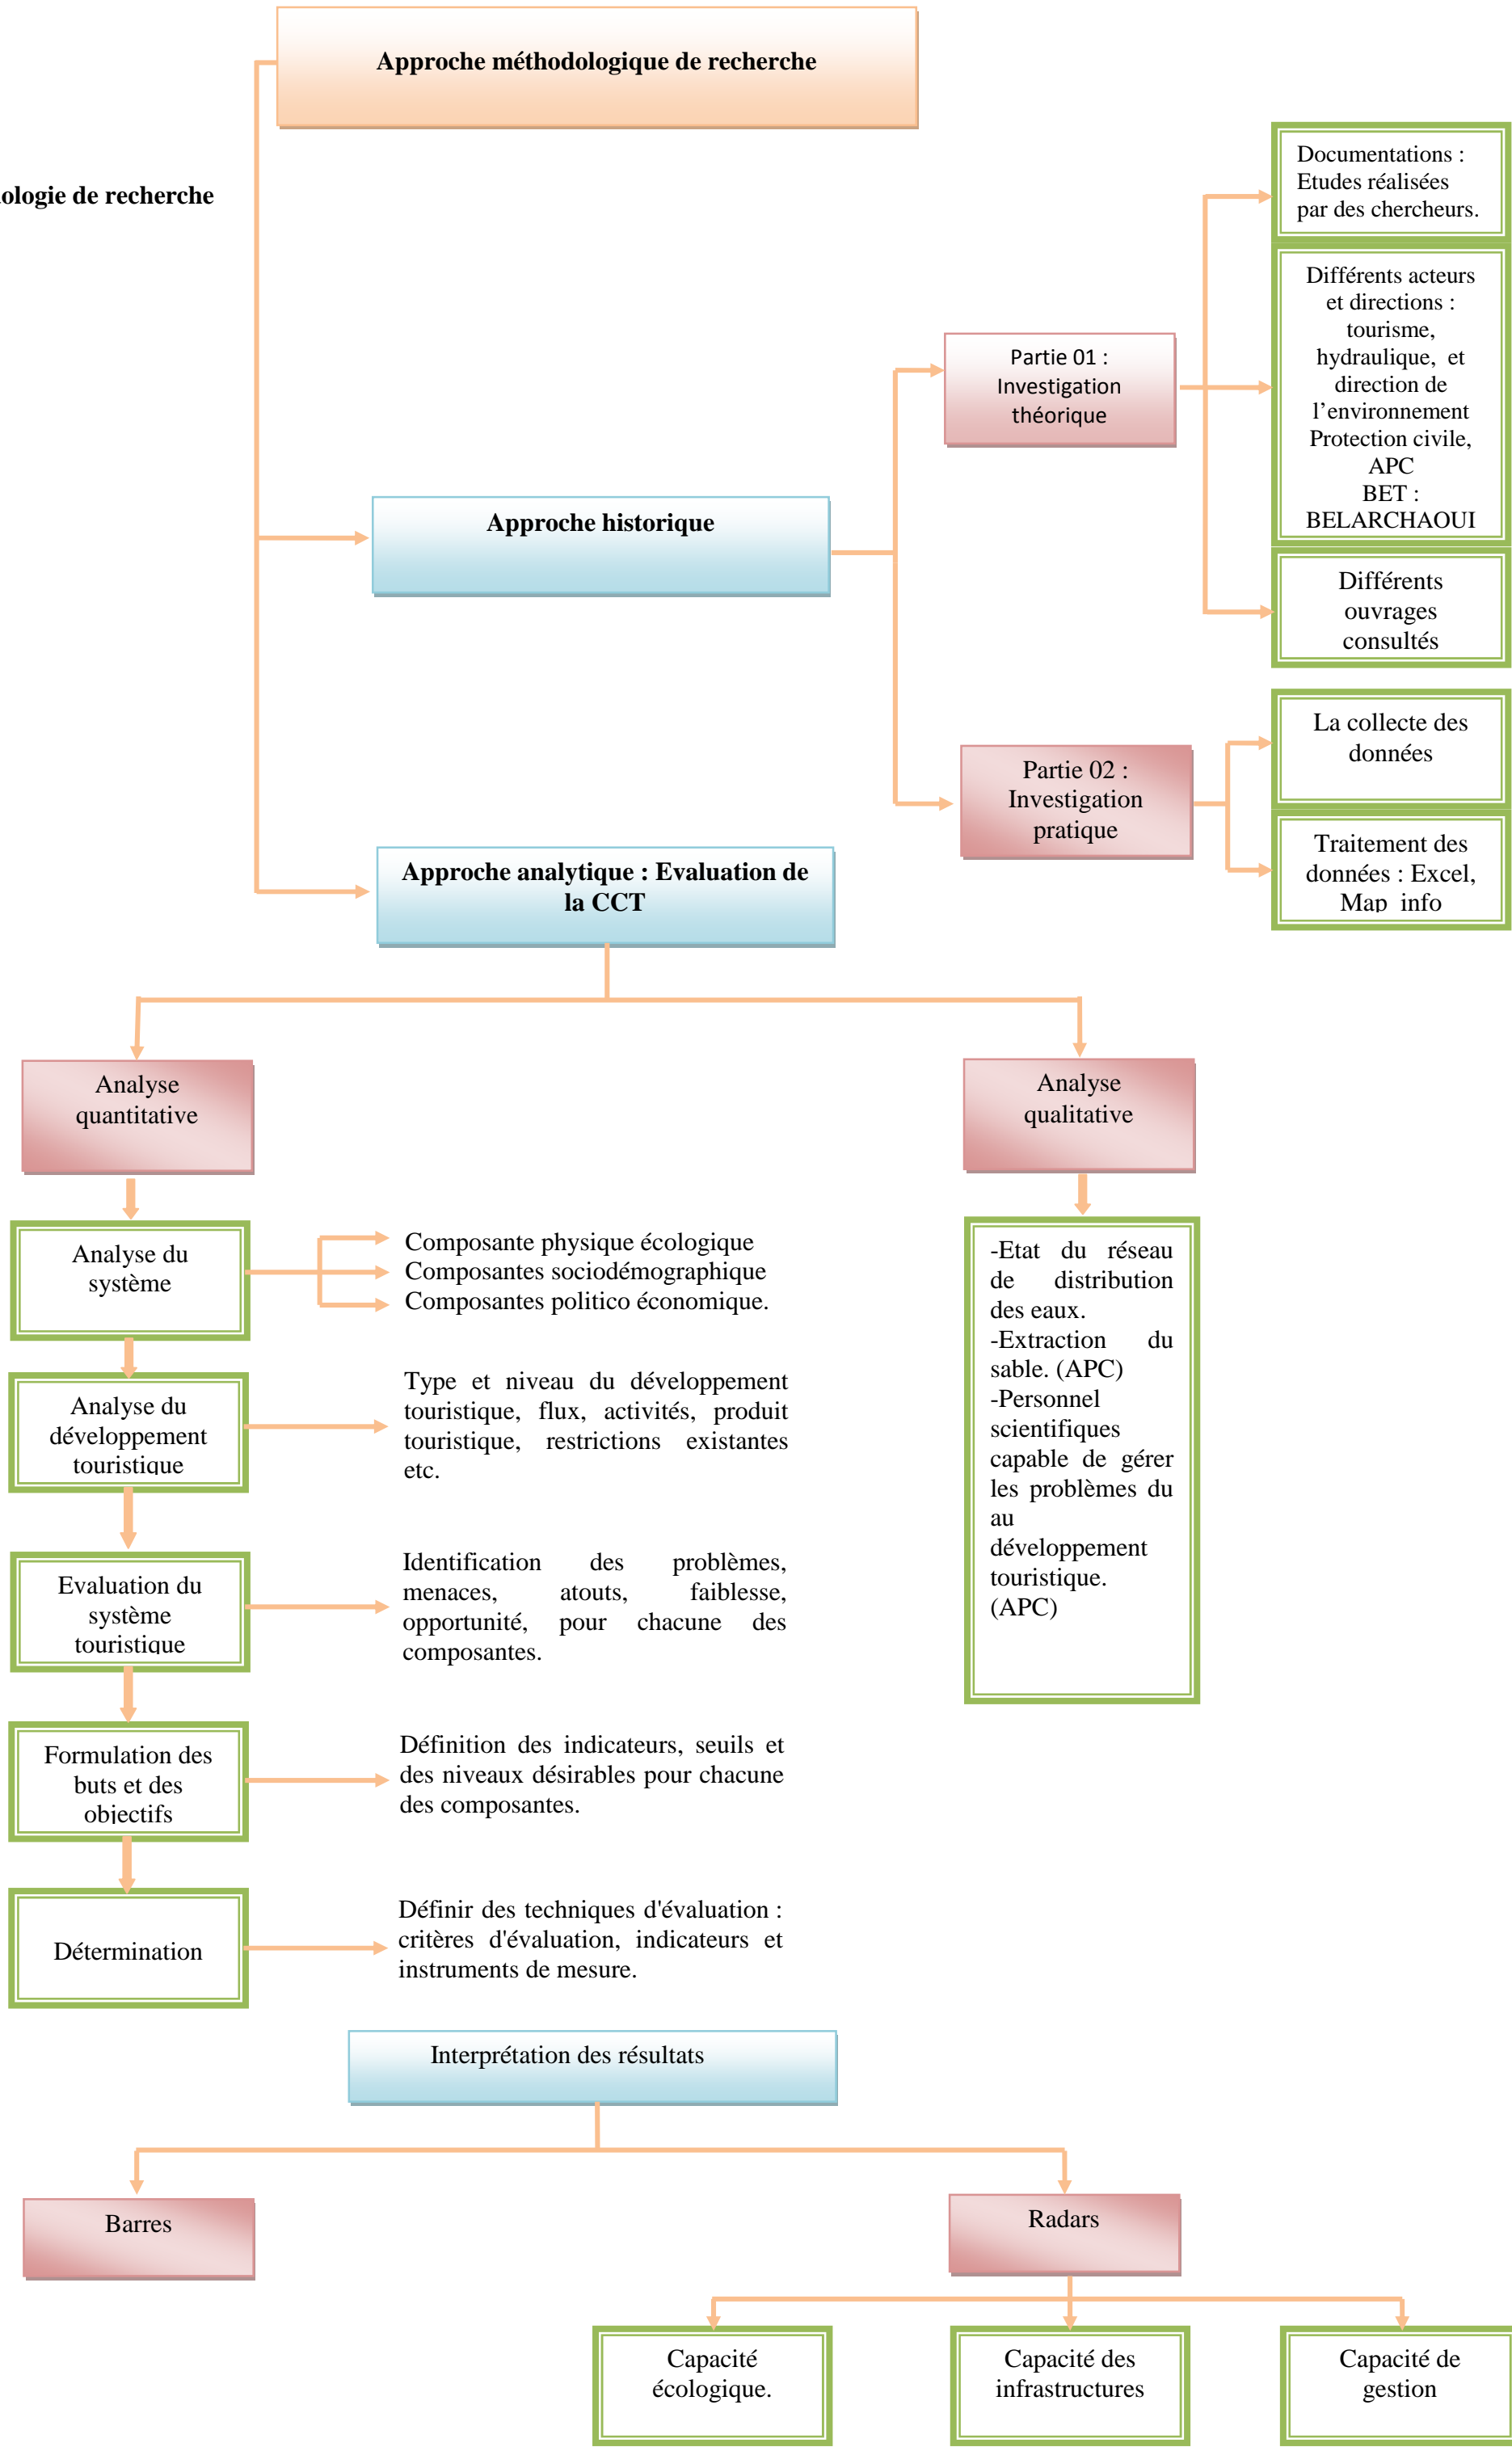 Approche méthodologique de recherche
ologie de recherche
Documentations :
Etudes réalisées
par des chercheurs.
Différents acteurs
et directions :
tourisme,
hydraulique, et
direction de
l’environnement
Protection civile,
APC
BET :
BELARCHAOUI
Différents
ouvrages
consultés
Partie 01 :
Investigation
théorique
Approche historique
La collecte des
données
Partie 02 :
Investigation
pratique
Traitement des
données : Excel,
Map_info
Approche analytique : Evaluation de
la CCT
Analyse
quantitative
Analyse
qualitative
Analyse du
système
Composante physique écologique
Composantes sociodémographique
Composantes politico économique.
Analyse du
développement
touristique
Type et niveau du développement
touristique, flux, activités, produit
touristique, restrictions existantes
etc.
Evaluation du
système
touristique
Identification des problèmes,
menaces, atouts, faiblesse,
opportunité, pour chacune des
composantes.
Formulation des
buts et des
objectifs
Définition des indicateurs, seuils et
des niveaux désirables pour chacune
des composantes.
Détermination
Définir des techniques d'évaluation :
critères d'évaluation, indicateurs et
instruments de mesure.
-Etat du réseau
de distribution
des eaux.
-Extraction du
sable. (APC)
-Personnel
scientifiques
capable de gérer
les problèmes du
au
développement
touristique.
(APC)
Interprétation des résultats
Barres
Radars
Capacité
écologique.
Capacité des
infrastructures
Capacité de
gestion